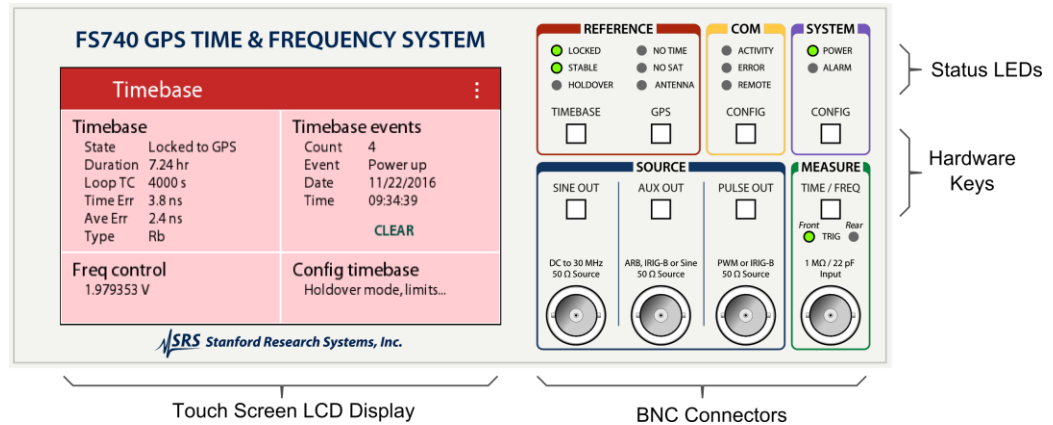 FS740 GPS TIME & FREQUENCY SYSTEM
Timebase
Timebase
State Locked to GPS
Duration 7.24 hr
Loop TC 4000 s
Time Err 3.8 ns
Ave Err 2.4 ns
Type Rb
Timebase events
Count 4
Event Power up
Date 11/22/2016
Time 09:34:39
CLEAR
Freq control
1.979353 V
Config timebase
Holdover mode, limits...
SRS Stanford Research Systems, Inc.
REFERENCE
LOCKED
STABLE
HOLDOVER
NO TIME
NO SAT
ANTENNA
TIMEBASE
GPS
COM
ACTIVITY
ERROR
REMOTE
CONFIG
SYSTEM
POWER
ALARM
CONFIG
SOURCE
SINE OUT
AUX OUT
PULSE OUT
DC to 30 MHz
50 Ω Source
ARB, IRIG-B or Sine
50 Ω Source
PWM or IRIG-B
50 Ω Source
MEASURE
TIME / FREQ
Front Rear
TRIG
1 MΩ / 22 pF
Input
Status LEDs
Hardware
Keys
Touch Screen LCD Display
BNC Connectors